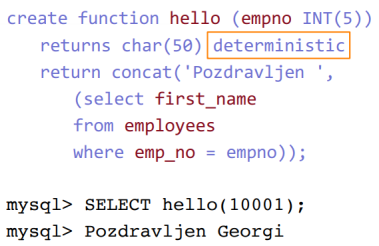 create function hello (empno INT(5))
returns char(50) deterministic
return concat('Pozdravljen ',
(select first_name
from employees
where emp_no = empno));
mysql> SELECT hello(10001);
mysql> Pozdravljen Georgi